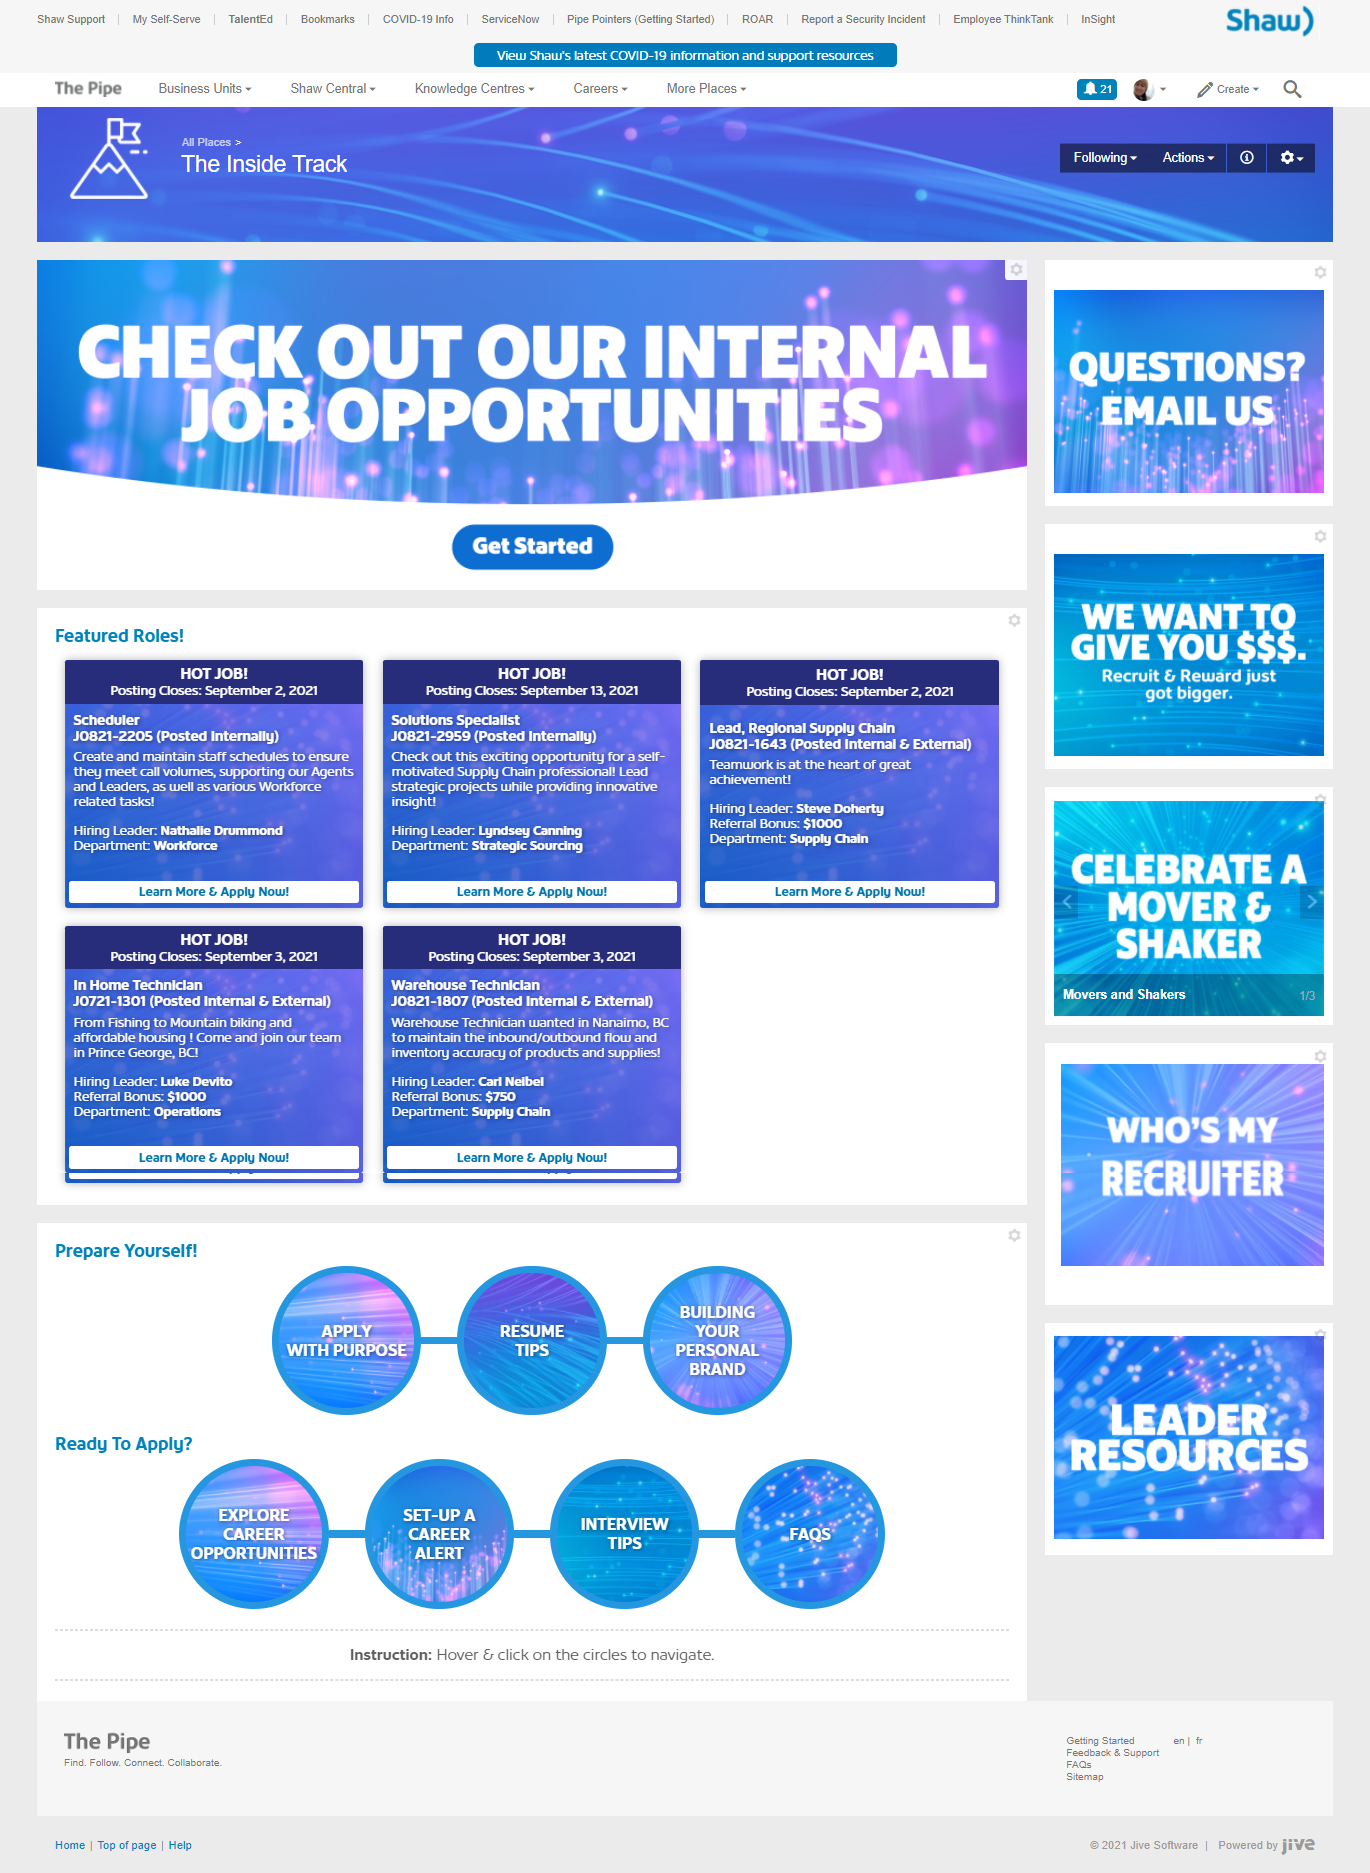 Shaw Support | My Self-Serve | TalentEd | Bookmarks | COVID-19 Info | ServiceNow | Pipe Pointers (Getting Started) | ROAR | Report a Security Incident | Employee ThinkTank | InSight
Shaw)
View Shaw's latest COVID-19 information and support resources
The Pipe Business Units Shaw Central Knowledge Centres Careers More Places 21 Create
All Places >
The Inside Track
Following Actions
CHECK OUT OUR INTERNAL
JOB OPPORTUNITIES
Get Started
Featured Roles!
HOT JOB!
Posting Closes: September 2, 2021
Scheduler
J0821-2205 (Posted Internally)
Create and maintain staff schedules to ensure
they meet call volumes, supporting our Agents
and Leaders, as well as various Workforce
related tasks!
Hiring Leader: Nathalie Drummond
Department: Workforce
Learn More & Apply Now!
HOT JOB!
Posting Closes: September 13, 2021
Solutions Specialist
J0821-2959 (Posted Internally)
Check out this exciting opportunity for a self-
motivated Supply Chain professional! Lead
strategic projects while providing innovative
insight!
Hiring Leader: Lyndsey Canning
Department: Strategic Sourcing
Learn More & Apply Now!
HOT JOB!
Posting Closes: September 2, 2021
Lead, Regional Supply Chain
J0821-1643 (Posted Internal & External)
Teamwork is at the heart of great
achievement!
Hiring Leader: Steve Doherty
Referral Bonus: $1000
Department: Supply Chain
Learn More & Apply Now!
HOT JOB!
Posting Closes: September 3, 2021
In Home Technician
J0721-1301 (Posted Internal & External)
From Fishing to Mountain biking and
affordable housing ! Come and join our team
in Prince George, BC!
Hiring Leader: Luke Devito
Referral Bonus: $1000
Department: Operations
Learn More & Apply Now!
HOT JOB!
Posting Closes: September 3, 2021
Warehouse Technician
J0821-1807 (Posted Internal & External)
Warehouse Technician wanted in Nanaimo, BC
to maintain the inbound/outbound flow and
inventory accuracy of products and supplies!
Hiring Leader: Carl Neibel
Referral Bonus: $750
Department: Supply Chain
Learn More & Apply Now!
Prepare Yourself!
APPLY
WITH PURPOSE
RESUME
TIPS
BUILDING
YOUR
PERSONAL
BRAND
Ready To Apply?
EXPLORE
CAREER
OPPORTUNITIES
SET-UP A
CAREER
ALERT
INTERVIEW
TIPS
FAQS
Instruction: Hover & click on the circles to navigate.
QUESTIONS?
EMAIL US
WE WANT TO
GIVE YOU $$$.
Recruit & Reward just
got bigger.
CELEBRATE A
MOVER &
SHAKER
Movers and Shakers 1/3
WHO'S MY
RECRUITER
LEADER
RESOURCES
The Pipe
Find. Follow. Connect. Collaborate.
Getting Started en | fr
Feedback & Support
FAQs
Sitemap
Home | Top of page | Help
© 2021 Jive Software | Powered by jive